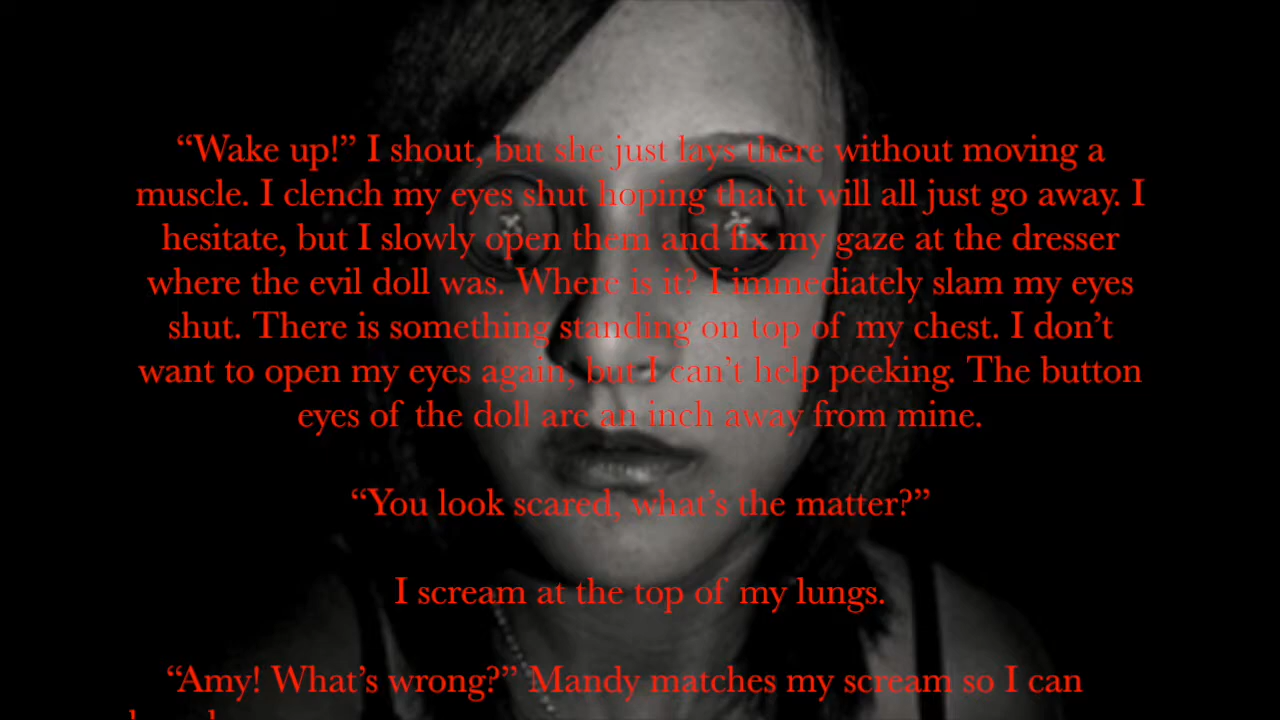 “Wake up!” I shout, but she just lays there without moving a
muscle. I clench my eyes shut hoping that it will all just go away. I
hesitate, but I slowly open them and fix my gaze at the dresser
where the evil doll was. Where is it? I immediately slam my eyes
shut. There is something standing on top of my chest. I don’t
want to open my eyes again, but I can’t help peeking. The button
eyes of the doll are an inch away from mine.
“You look scared, what’s the matter?”
I scream at the top of my lungs.
“Amy! What’s wrong?” Mandy matches my scream so I can